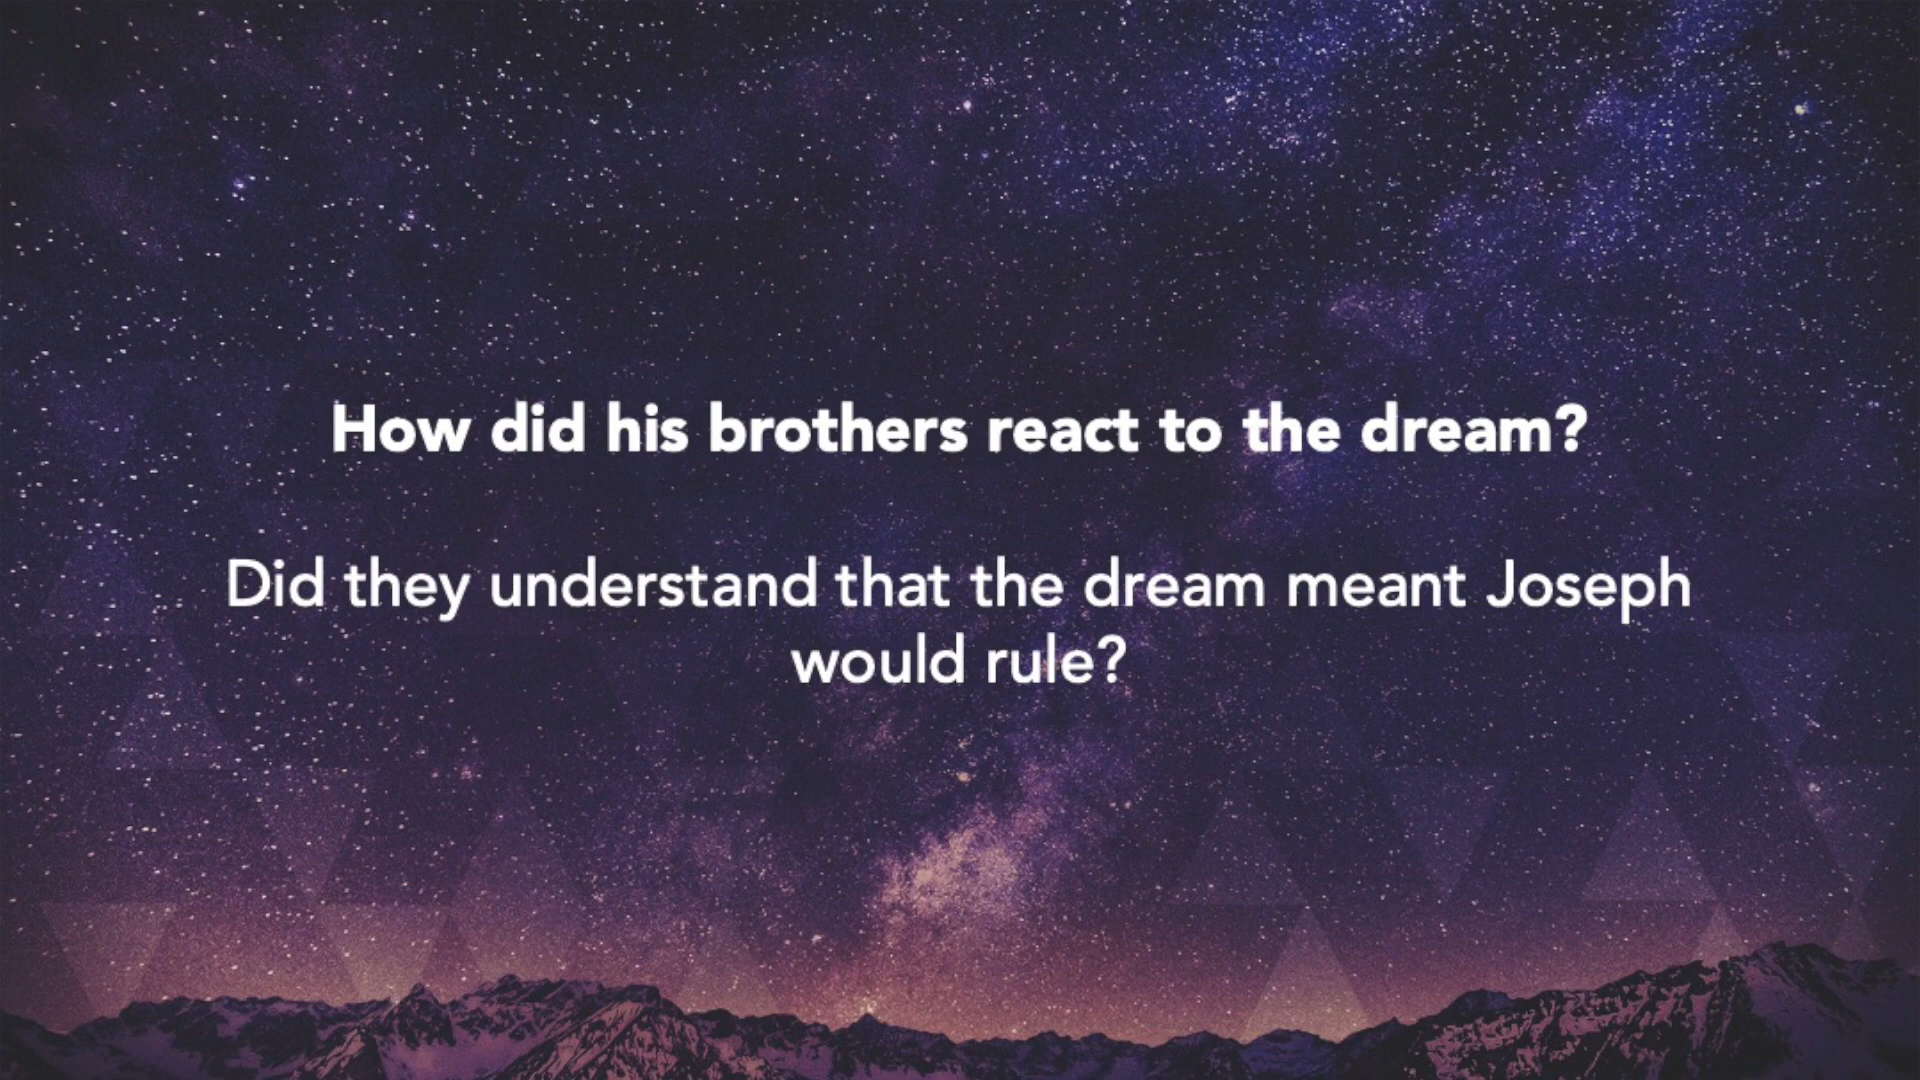 How did his brothers react to the dream?
Did they understand that the dream meant Joseph
would rule?